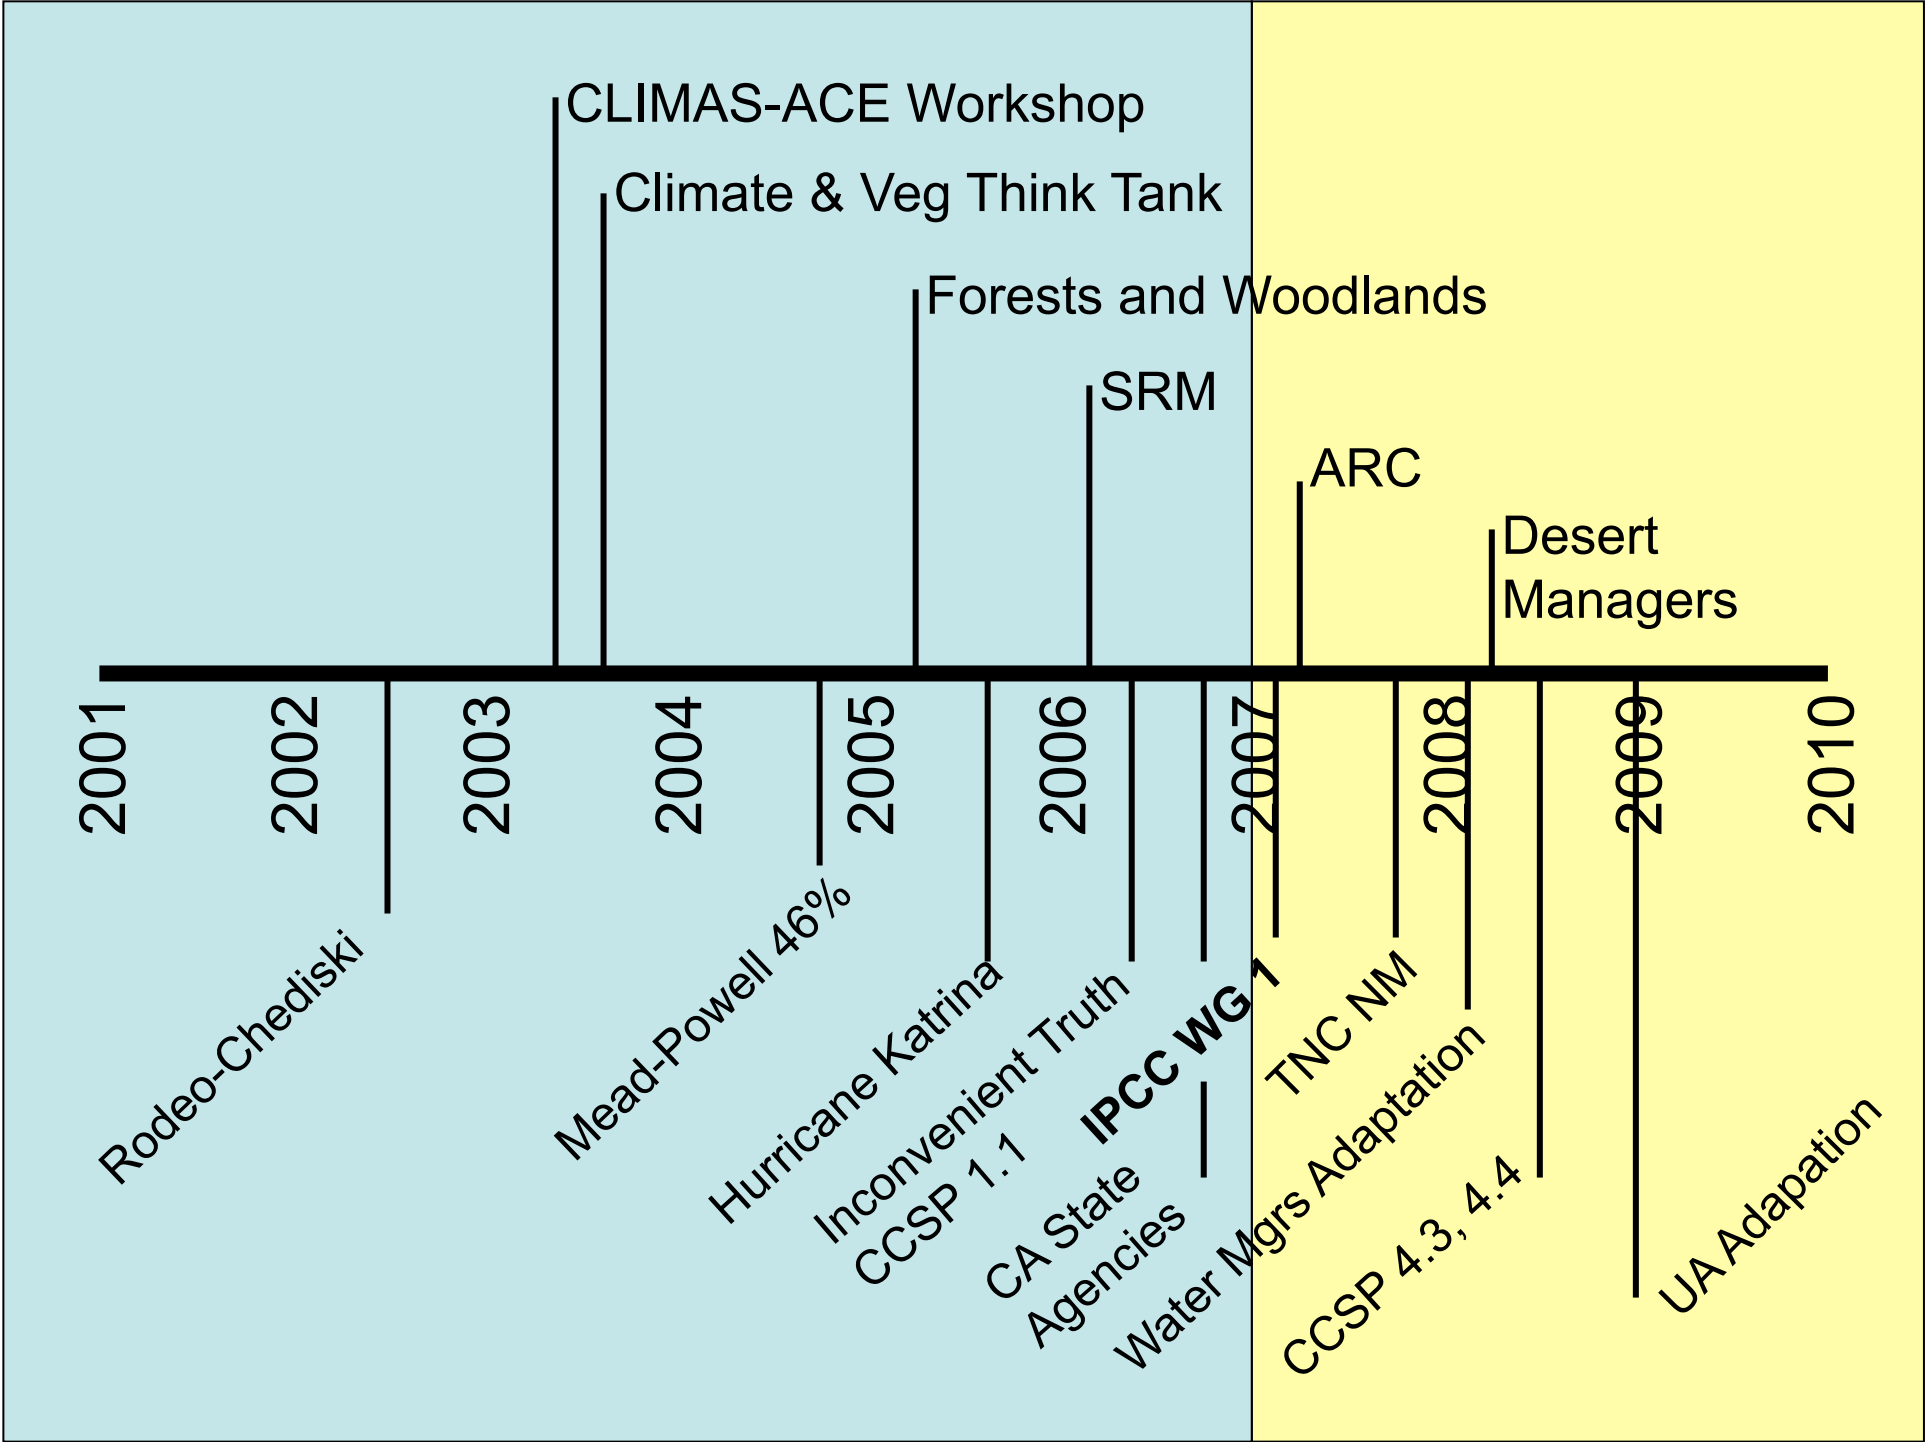 CLIMAS-ACE Workshop
Climate & Veg Think Tank
Forests and Woodlands
SRM
ARC
Desert
Managers
2001
2002
2003
2004
2005
2006
2007
2008
2009
2010
Rodeo-Chediski
Mead-Powell 46%
Hurricane Katrina
Inconvenient Truth
CCSP 1.1
IPCC WG 1
CA State
Agencies
TNC NM
Water Mgrs Adaptation
CCSP 4.3, 4.4
UA Adapation